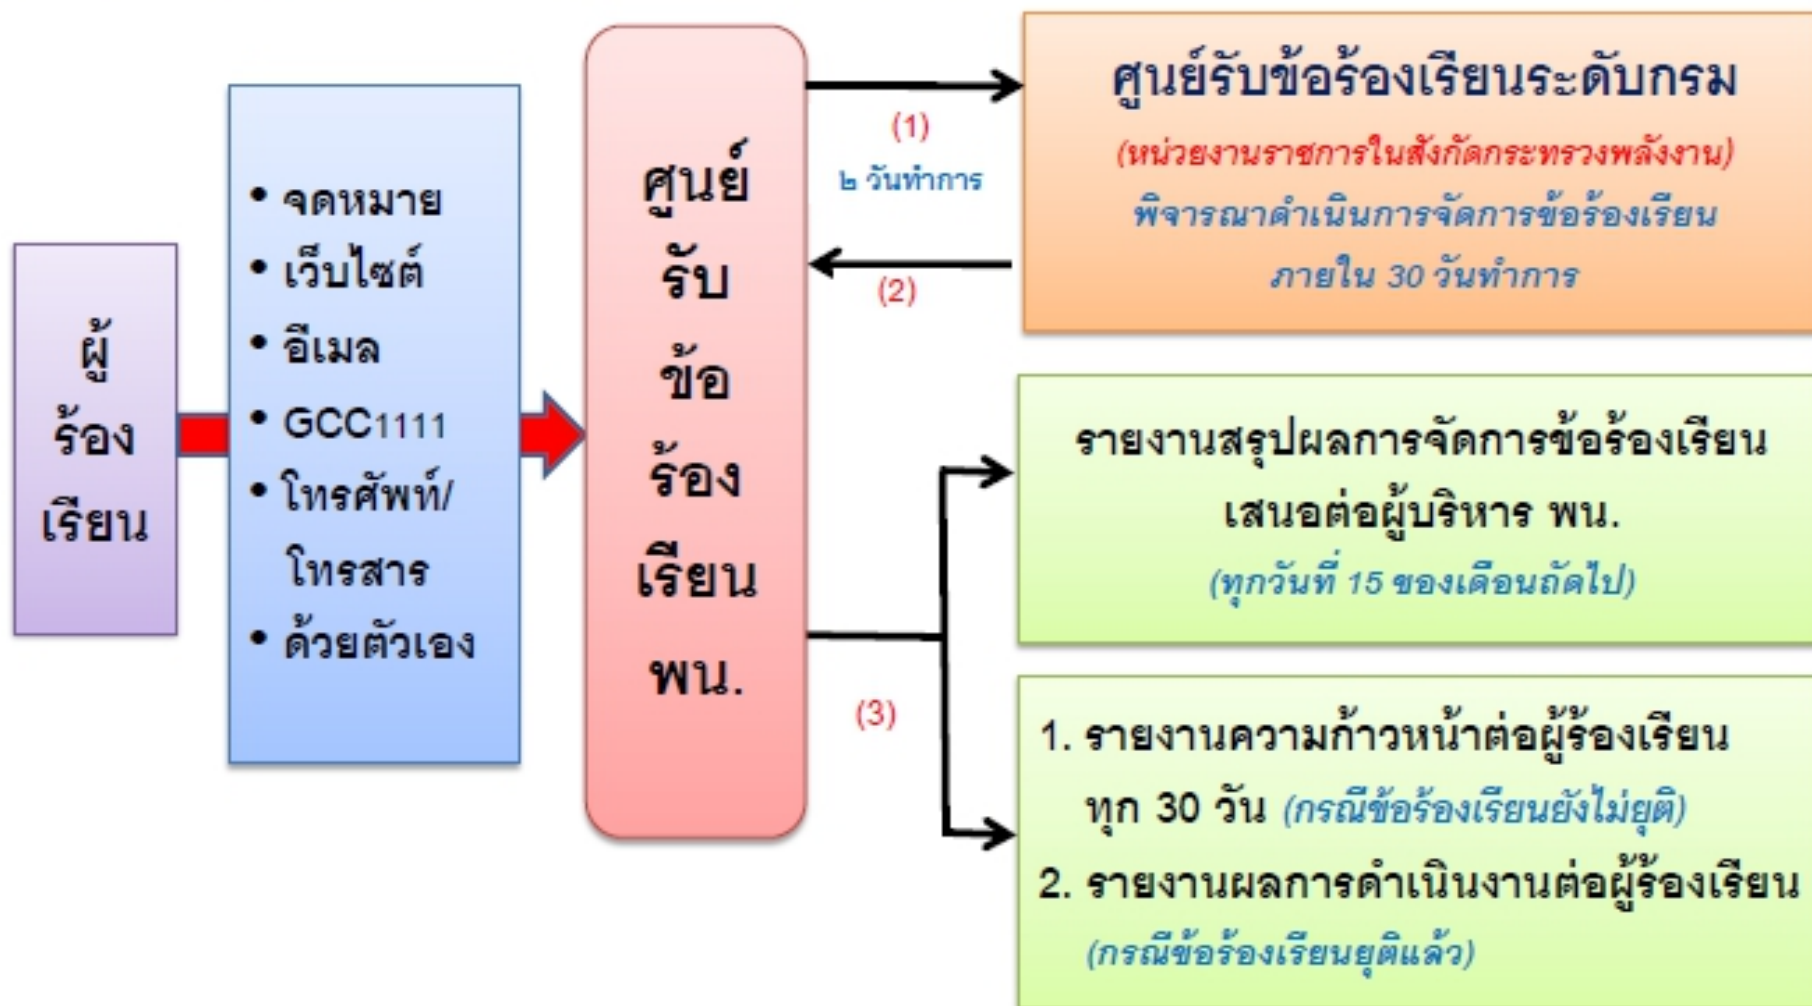 ผู้
ร้อง
เรียน
• จดหมาย
• เว็บไซต์
• อีเมล
• GCC1111
• โทรศัพท์/
โทรสาร
• ด้วยตัวเอง
ศูนย์
รับ
ข้อ
ร้อง
เรียน
พน.
(1)
๒ วันทำการ
(2)
(3)
ศูนย์รับข้อร้องเรียนระดับกรม
(หน่วยงานราชการในสังกัดกระทรวงพลังงาน)
พิจารณาดำเนินการจัดการข้อร้องเรียน
ภายใน 30 วันทำการ
รายงานสรุปผลการจัดการข้อร้องเรียน
เสนอต่อผู้บริหาร พน.
(ทุกวันที่ 15 ของเดือนถัดไป)
1. รายงานความก้าวหน้าต่อผู้ร้องเรียน
ทุก 30 วัน (กรณีข้อร้องเรียนยังไม่ยุติ)
2. รายงานผลการดำเนินงานต่อผู้ร้องเรียน
(กรณีข้อร้องเรียนยุติแล้ว)